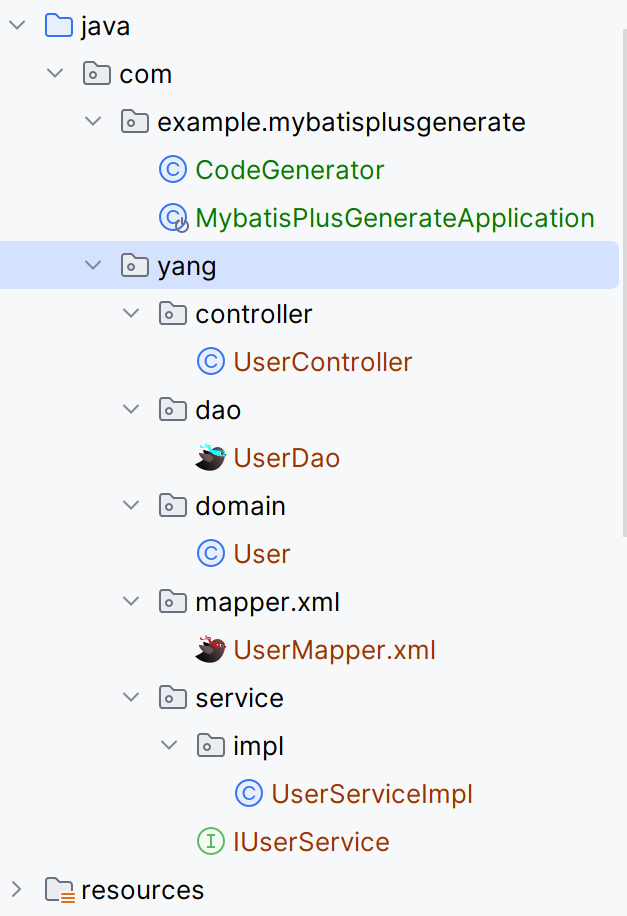 java
com
example.mybatisplusgenerate
CodeGenerator
MybatisPlusGenerateApplication
yang
controller
UserController
dao
UserDao
domain
User
mapper.xml
UserMapper.xml
service
impl
UserServiceImpl
IUserService
resources